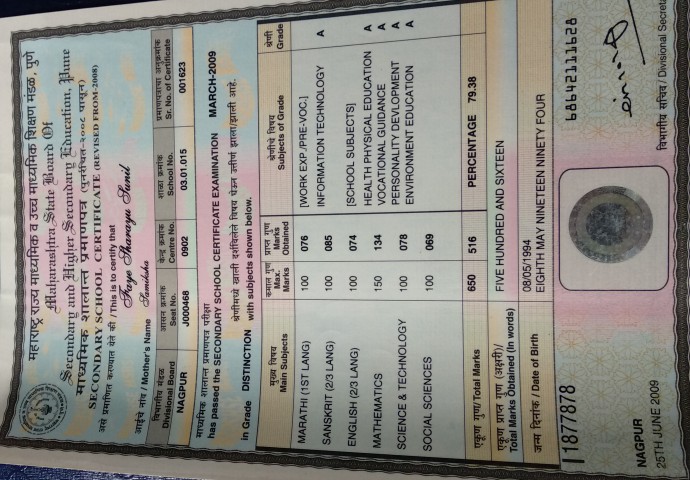 महाराष्ट्र राज्य माध्यमिक व उच्च माध्यमिक शिक्षण मंडळ, पुणे
Maharashtra State Board Of
Secondary and Higher Secondary Education, Pune
माध्यमिक शालान्त प्रमाणपत्र (पुनर्रचित-२००८ पासून)
SECONDARY SCHOOL CERTIFICATE (REVISED FROM-2008)
असे प्रमाणित करण्यात येते की / This is to certify that
Sharayu Sunil
आईचे नांव / Mother's Name
विभागीय मंडळ आसन क्रमांक केन्द्र क्रमांक शाळा क्रमांक प्रमाणपत्राचा अनुक्रमांक
Divisional Board Seat No. Centre No. School No. Sr. No. of Certificate
NAGPUR J000468 0902 03.01.015 001623
माध्यमिक शालान्त प्रमाणपत्र परीक्षा
has passed the SECONDARY SCHOOL CERTIFICATE EXAMINATION MARCH-2009
श्रेणीमध्ये खाली दर्शविलेले विषय घेऊन उत्तीर्ण झाला/झाली आहे.
in Grade DISTINCTION with subjects shown below.
मुख्य विषय कमाल गुण प्राप्त गुण श्रेणीचे विषय श्रेणी
Main Subjects Max. Marks Marks Obtained Subjects of Grade Grade
MARATHI (1ST LANG) 100 076 [WORK EXP./PRE-VOC.]
SANSKRIT (2/3 LANG) 100 085 INFORMATION TECHNOLOGY A
ENGLISH (2/3 LANG) 100 074 [SCHOOL SUBJECTS]
HEALTH PHYSICAL EDUCATION A
MATHEMATICS 150 134 VOCATIONAL GUIDANCE A
PERSONALITY DEVLOPMENT A
SCIENCE & TECHNOLOGY 100 078 ENVIRONMENT EDUCATION A
SOCIAL SCIENCES 100 069
एकूण गुण/ Total Marks 650 516 PERCENTAGE 79.38
एकूण प्राप्त गुण (अक्षरी)/
Total Marks Obtained (In words) FIVE HUNDRED AND SIXTEEN
जन्म दिनांक / Date of Birth 08/05/1994
EIGHTH MAY NINETEEN NINETY FOUR
11877878 68642111628
NAGPUR
25TH JUNE 2009 विभागीय सचिव / Divisional Secretary